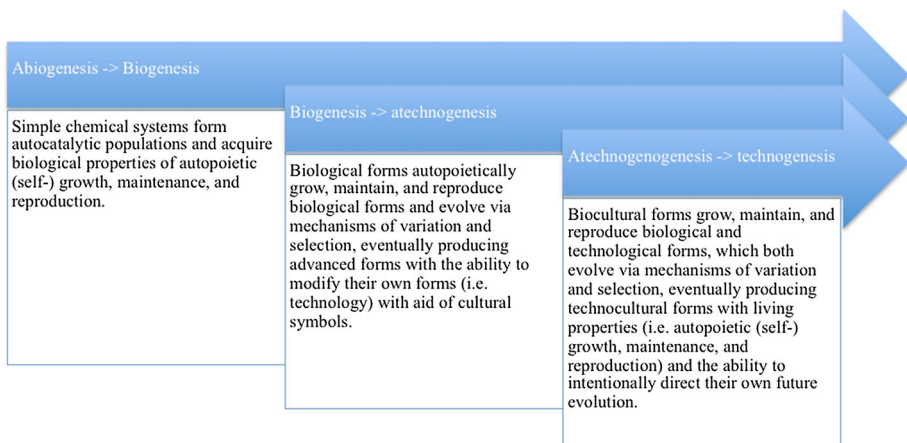 Abiogenesis -> Biogenesis
Simple chemical systems form
autocatalytic populations and acquire
biological properties of autopoietic
(self-) growth, maintenance, and
reproduction.
Biogenesis -> atechnogenesis
Biological forms autopoietically
grow, maintain, and reproduce
biological forms and evolve via
mechanisms of variation and
selection, eventually producing
advanced forms with the ability to
modify their own forms (i.e.
technology) with aid of cultural
symbols.
Atechnogenogenesis -> technogenesis
Biocultural forms grow, maintain, and
reproduce biological and
technological forms, which both
evolve via mechanisms of variation
and selection, eventually producing
technocultural forms with living
properties (i.e. autopoietic (self-)
growth, maintenance, and
reproduction) and the ability to
intentionally direct their own future
evolution.